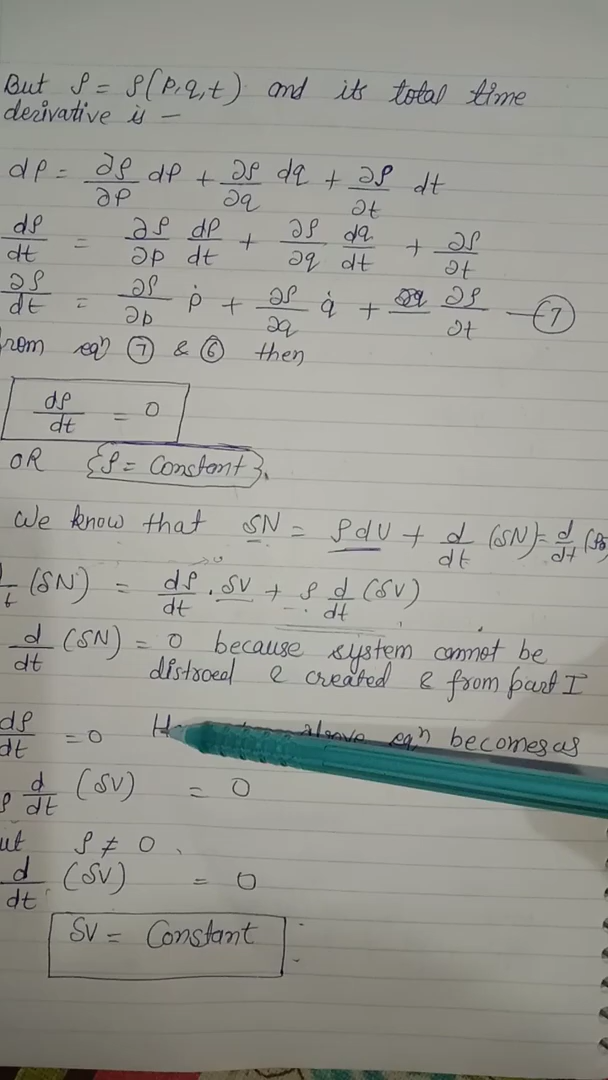 But ρ = ρ(p,q,t) and its total time
derivative is —
dρ = ∂ρ/∂p dp + ∂ρ/∂q dq + ∂ρ/∂t dt
dρ/dt = ∂ρ/∂p dp/dt + ∂ρ/∂q dq/dt + ∂ρ/∂t
∂ρ/dt = ∂ρ/∂p ṗ + ∂ρ/∂q q̇ + ∂ρ/∂t —⑦
rom eqn ⑦ & ⑥ then
dρ/dt = 0
OR {ρ = Constant}.
We know that δN = ρdV + d/dt (δN) = d/dt (ρδ
(δN) = dρ/dt . δV + ρ d/dt (δV)
d/dt (δN) = 0 because system cannot be
distroed & created & from part I
dρ/dt = 0 above eqn becomes as
ρ d/dt (δV) = 0
ut ρ ≠ 0.
d/dt (δV) = 0
δV = Constant